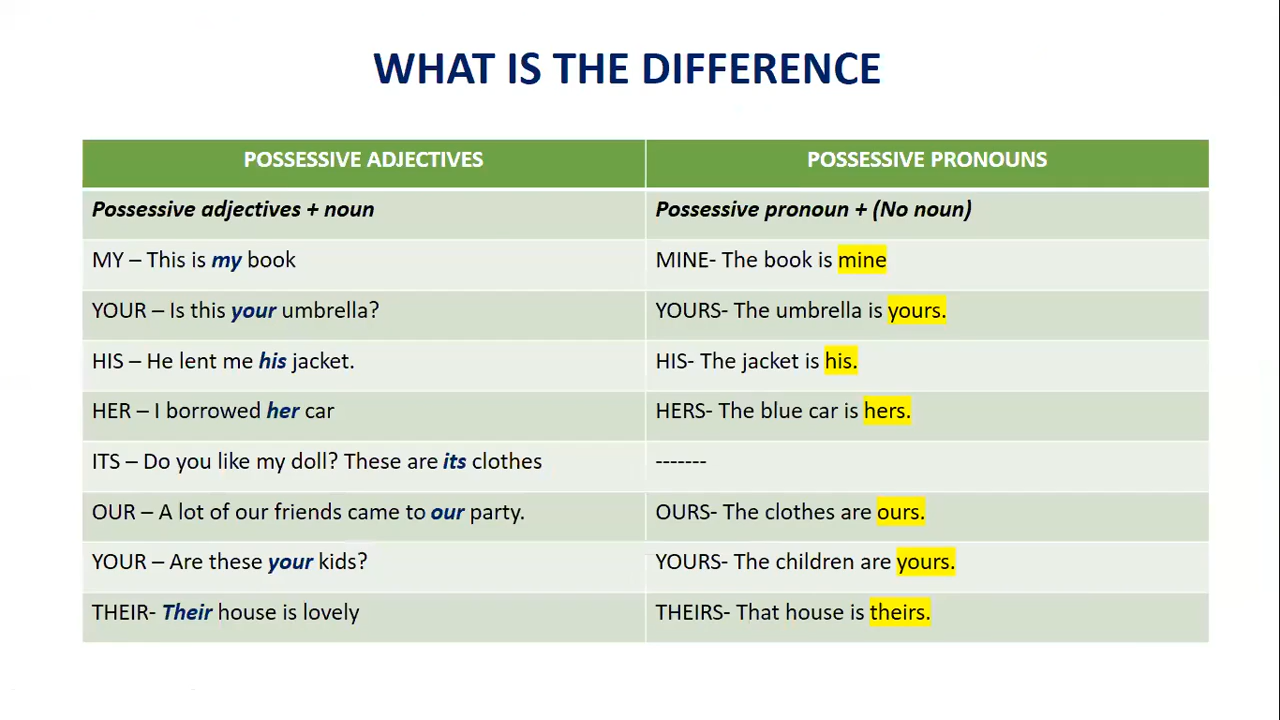 WHAT IS THE DIFFERENCE
POSSESSIVE ADJECTIVES
POSSESSIVE PRONOUNS
Possessive adjectives + noun
Possessive pronoun + (No noun)
MY – This is my book
MINE- The book is mine
YOUR – Is this your umbrella?
YOURS- The umbrella is yours.
HIS – He lent me his jacket.
HIS- The jacket is his.
HER – I borrowed her car
HERS- The blue car is hers.
ITS – Do you like my doll? These are its clothes
-------
OUR – A lot of our friends came to our party.
OURS- The clothes are ours.
YOUR – Are these your kids?
YOURS- The children are yours.
THEIR- Their house is lovely
THEIRS- That house is theirs.